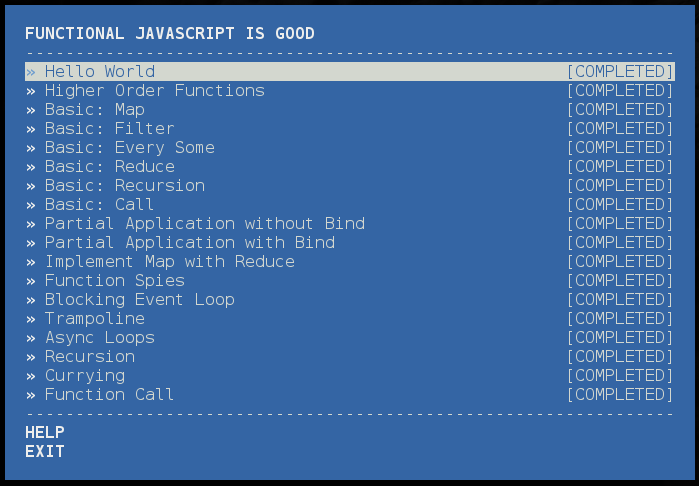 FUNCTIONAL JAVASCRIPT IS GOOD
-----------------------------------------------------------------
» Hello World [COMPLETED]
» Higher Order Functions [COMPLETED]
» Basic: Map [COMPLETED]
» Basic: Filter [COMPLETED]
» Basic: Every Some [COMPLETED]
» Basic: Reduce [COMPLETED]
» Basic: Recursion [COMPLETED]
» Basic: Call [COMPLETED]
» Partial Application without Bind [COMPLETED]
» Partial Application with Bind [COMPLETED]
» Implement Map with Reduce [COMPLETED]
» Function Spies [COMPLETED]
» Blocking Event Loop [COMPLETED]
» Trampoline [COMPLETED]
» Async Loops [COMPLETED]
» Recursion [COMPLETED]
» Currying [COMPLETED]
» Function Call [COMPLETED]
-----------------------------------------------------------------
HELP
EXIT